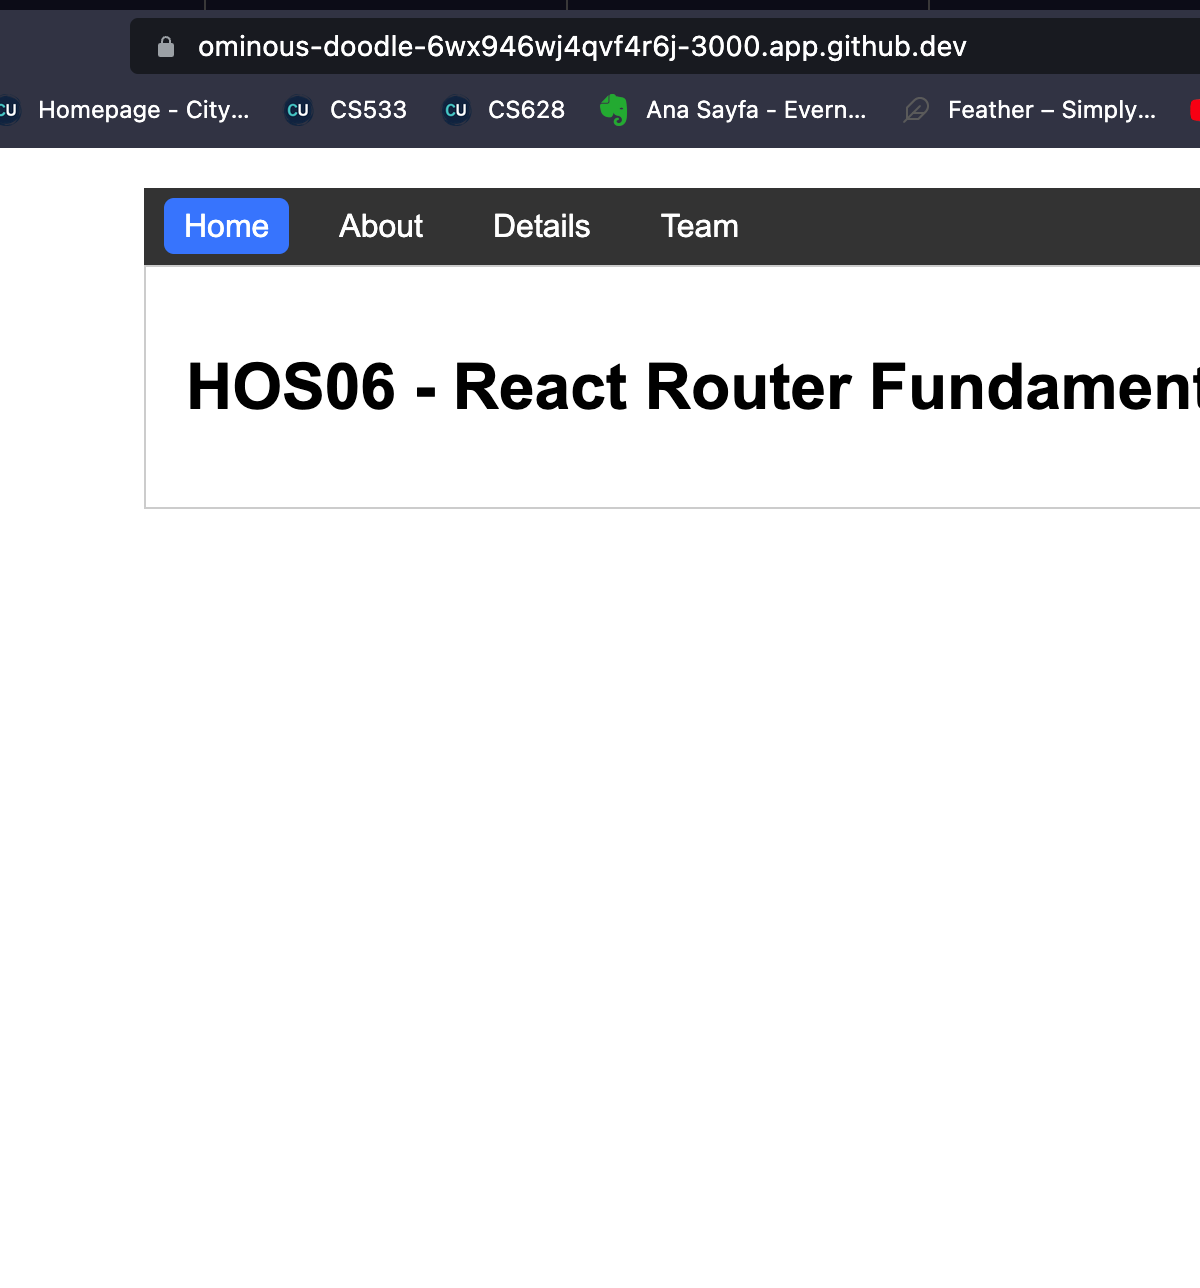 ominous-doodle-6wx946wj4qvf4r6j-3000.app.github.dev
CU Homepage - City... CU CS533 CU CS628 Ana Sayfa - Evern... Feather – Simply...
Home About Details Team
HOS06 - React Router Fundament